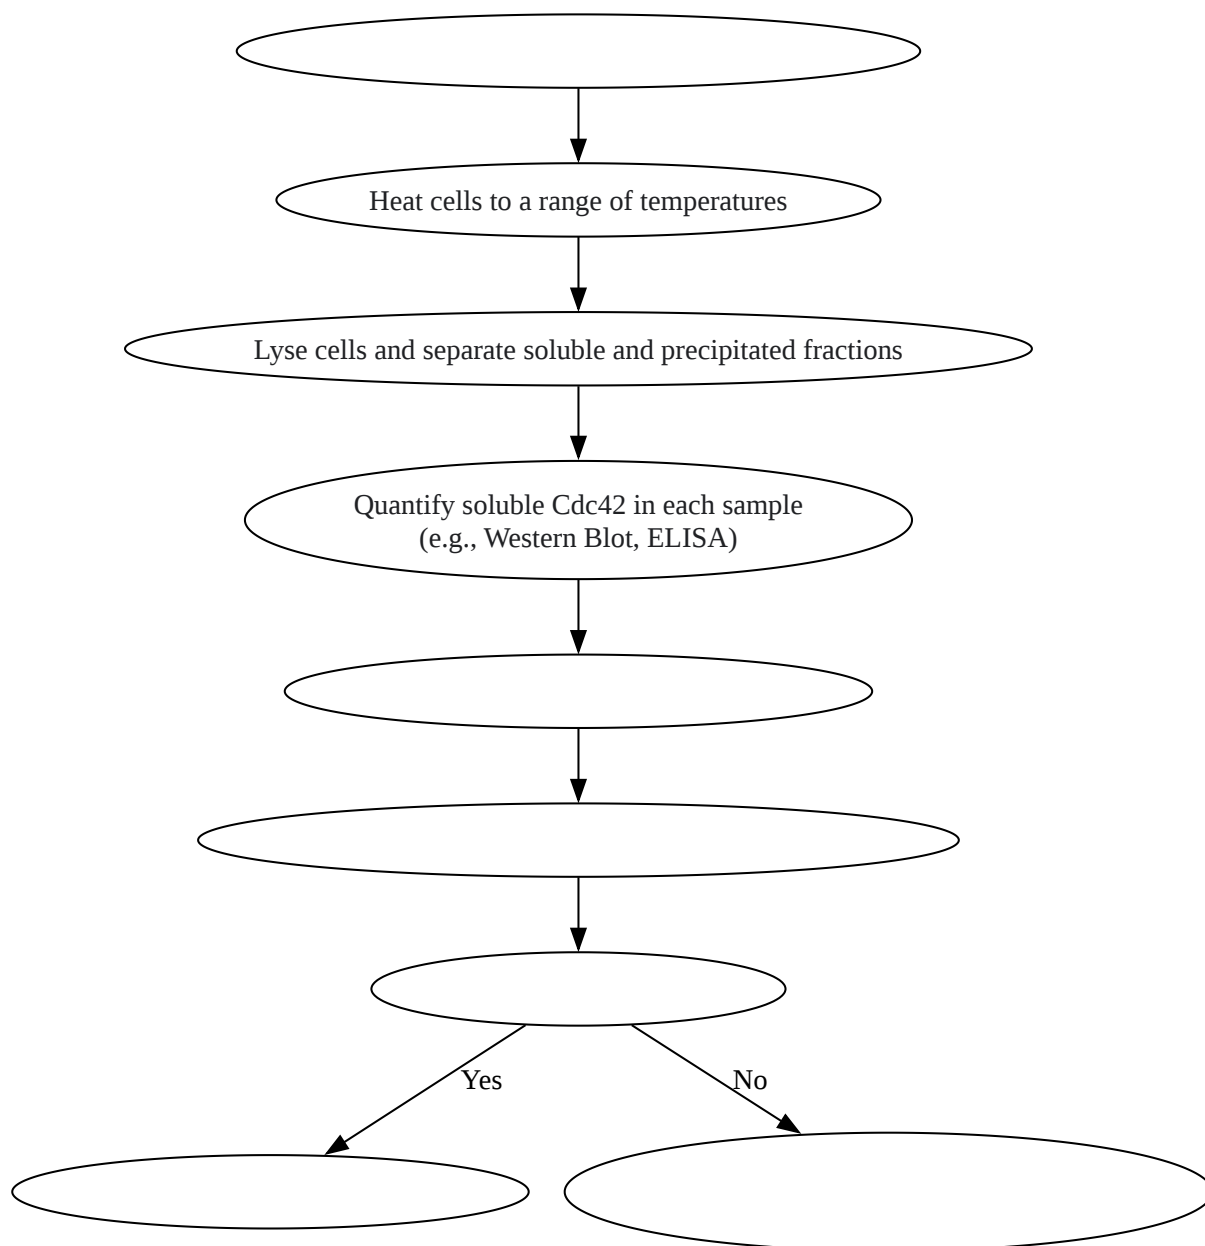 Heat cells to a range of temperatures
Lyse cells and separate soluble and precipitated fractions
Quantify soluble Cdc42 in each sample
(e.g., Western Blot, ELISA)
Yes
No